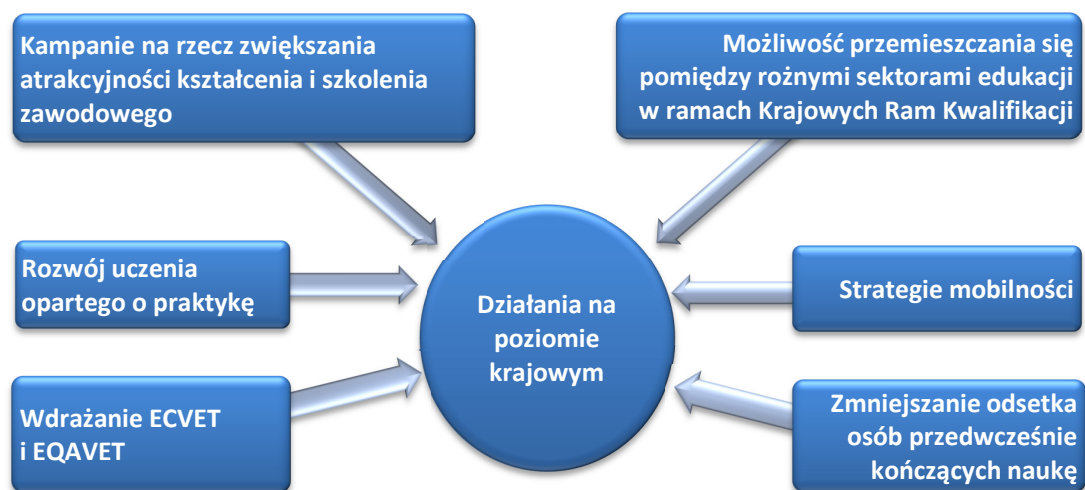 Kampanie na rzecz zwiększania
atrakcyjności kształcenia i szkolenia
zawodowego
Możliwość przemieszczania się
pomiędzy rożnymi sektorami edukacji
w ramach Krajowych Ram Kwalifikacji
Rozwój uczenia
opartego o praktykę
Działania na
poziomie
krajowym
Strategie mobilności
Wdrażanie ECVET
i EQAVET
Zmniejszanie odsetka
osób przedwcześnie
kończących naukę